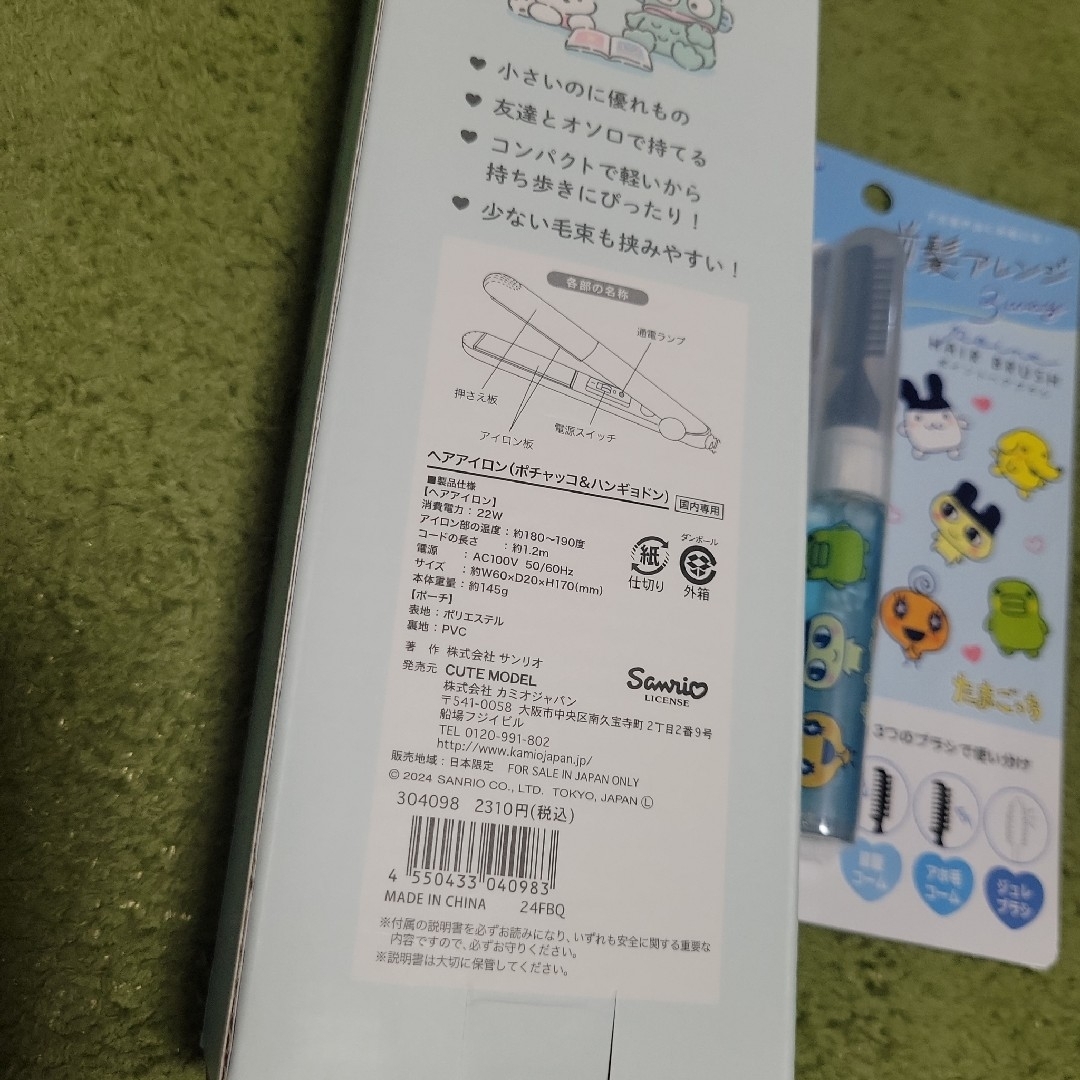 ♥ 小さいのに優れもの
♥ 友達とオソロで持てる
♥ コンパクトで軽いから
持ち歩きにぴったり！
♥ 少ない毛束も挟みやすい！
各部の名称
通電ランプ
押さえ板
アイロン板
電源スイッチ
ヘアアイロン(ポチャッコ&ハンギョドン) 国内専用
■製品仕様
【ヘアアイロン】
消費電力：22W
アイロン部の温度：約180〜190度
コードの長さ ：約1.2m
電源 ：AC100V 50/60Hz
サイズ ：約W60×D20×H170(mm)
本体重量：約145g
【ポーチ】
表地：ポリエステル
裏地：PVC
紙
仕切り
ダンボール
外箱
著 作 株式会社 サンリオ
発売元 CUTE MODEL
株式会社 カミオジャパン
〒541-0058 大阪市中央区南久宝寺町 2丁目2番9号
船場フジイビル
TEL 0120-991-802
http://www.kamiojapan.jp/
Sanrio
LICENSE
販売地域：日本限定 FOR SALE IN JAPAN ONLY
© 2024 SANRIO CO., LTD. TOKYO, JAPAN Ⓛ
304098 2310円(税込)
4 550433 040983
MADE IN CHINA 24FBQ
※付属の説明書を必ずお読みになり、いずれも安全に関する重要な
内容ですので、必ずお守りください。
※説明書は大切に保管してください。
髪アレンジ
3way
HAIR BRUSH
たまごっち
3つのブラシで使い分け
コーム
アホ毛
コーム
ジュレ
ブラシ